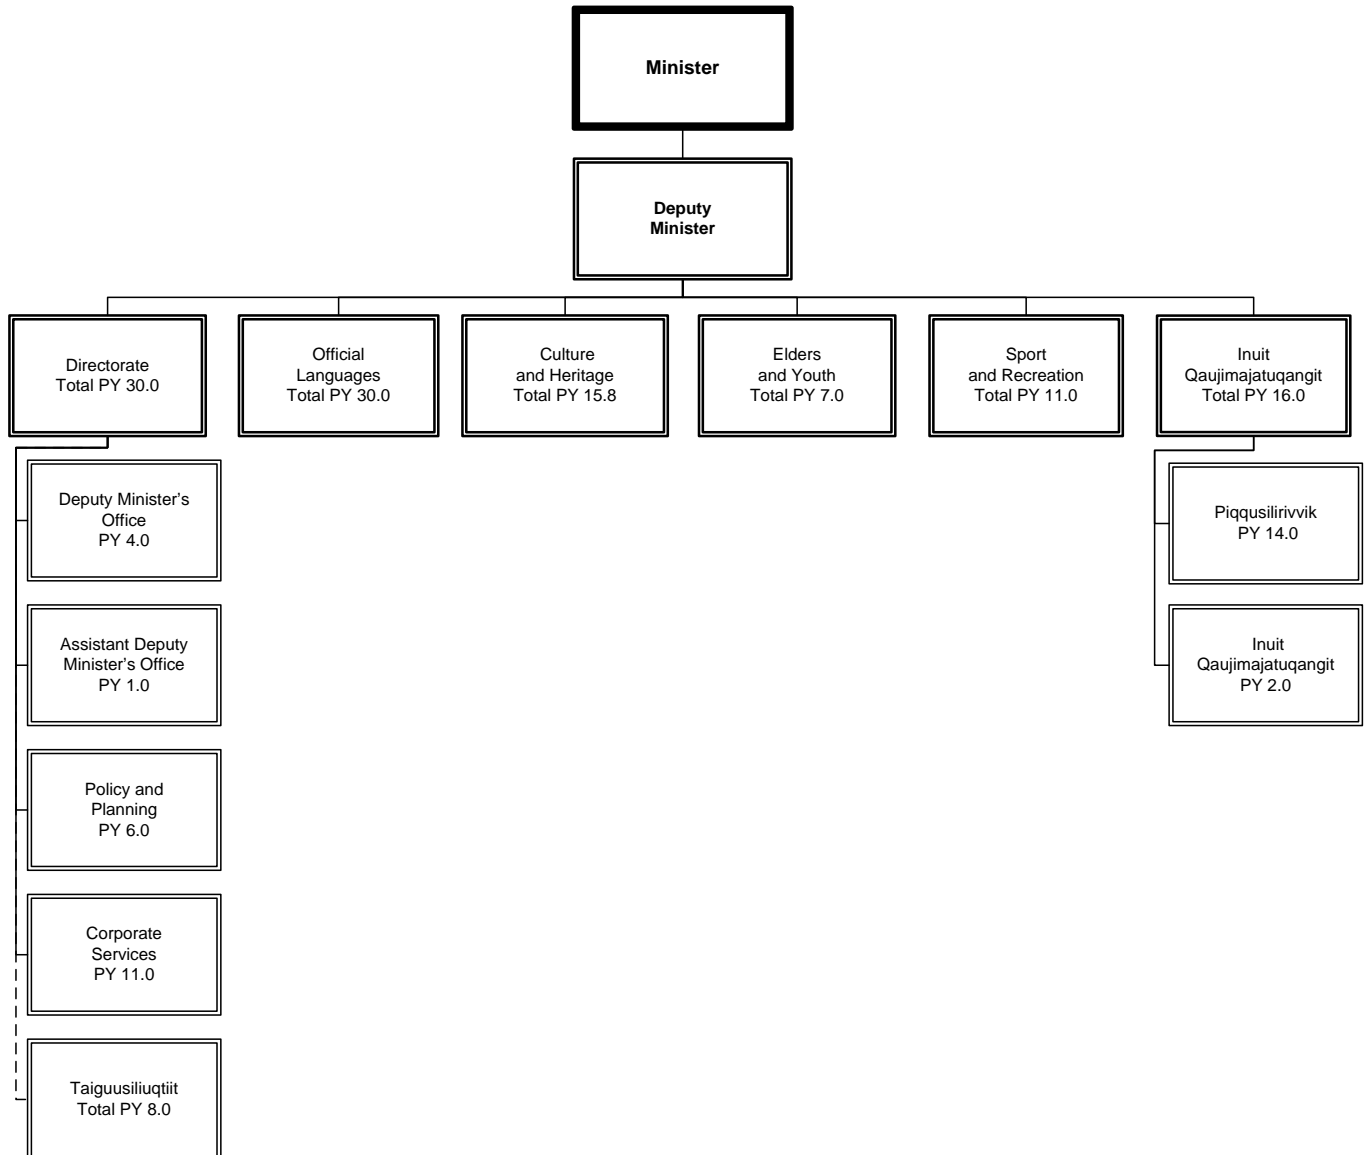 Minister
Deputy
Minister
Directorate
Total PY 30.0
Official
Languages
Total PY 30.0
Culture
and Heritage
Total PY 15.8
Elders
and Youth
Total PY 7.0
Sport
and Recreation
Total PY 11.0
Inuit
Qaujimajatuqangit
Total PY 16.0
Deputy Minister’s
Office
PY 4.0
Assistant Deputy
Minister’s Office
PY 1.0
Policy and
Planning
PY 6.0
Corporate
Services
PY 11.0
Taiguusiliuqtiit
Total PY 8.0
Piqqusilirivvik
PY 14.0
Inuit
Qaujimajatuqangit
PY 2.0